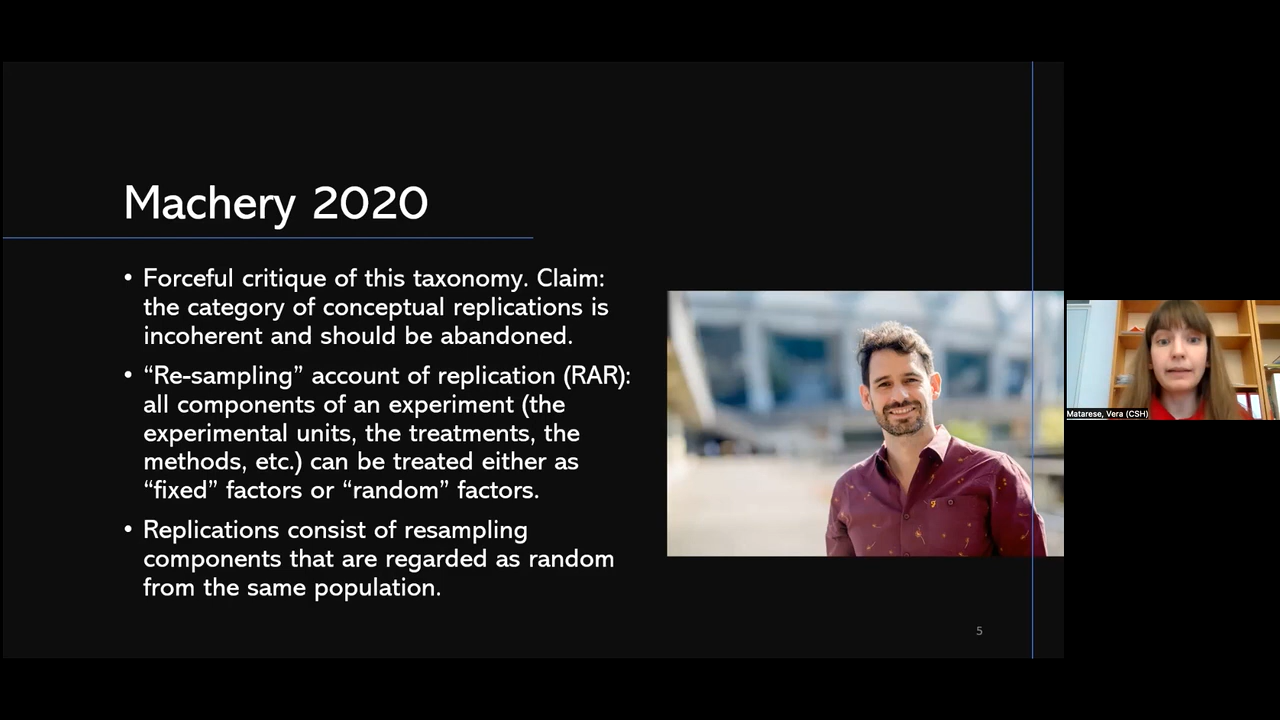 Machery 2020
• Forceful critique of this taxonomy. Claim:
the category of conceptual replications is
incoherent and should be abandoned.
• “Re-sampling” account of replication (RAR):
all components of an experiment (the
experimental units, the treatments, the
methods, etc.) can be treated either as
“fixed” factors or “random” factors.
• Replications consist of resampling
components that are regarded as random
from the same population.
5
Matarese, Vera (CSH)